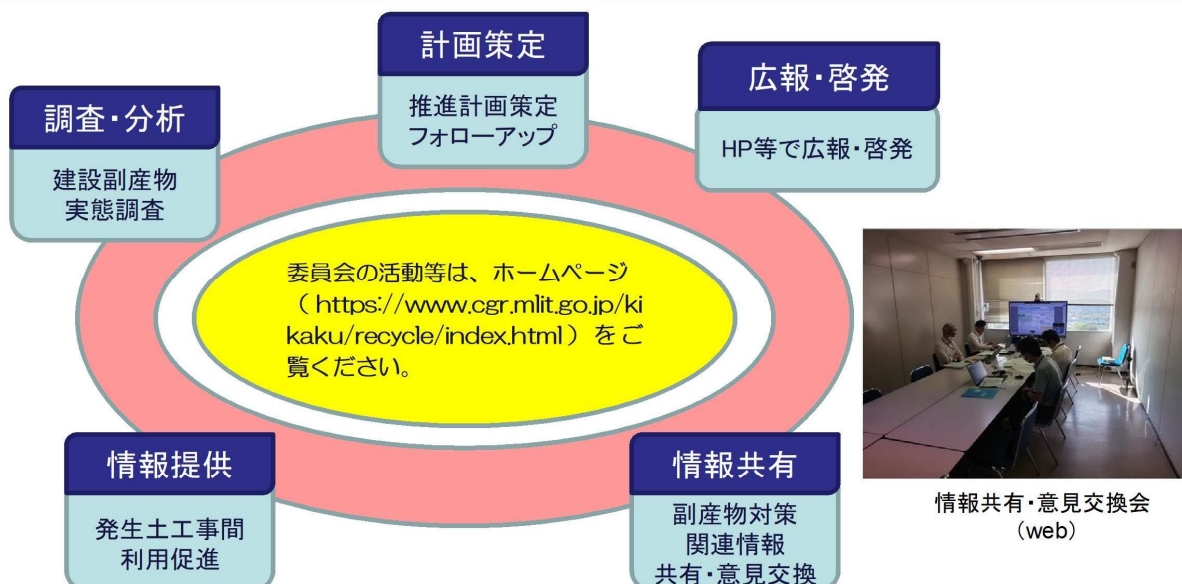 計画策定
推進計画策定
フォローアップ
広報・啓発
HP等で広報・啓発
調査・分析
建設副産物
実態調査
委員会の活動等は、ホームページ
（https://www.cgr.mlit.go.jp/ki
kaku/recycle/index.html）をご
覧ください。
情報提供
発生土工事間
利用促進
情報共有
副産物対策
関連情報
共有・意見交換
情報共有・意見交換会
（web）